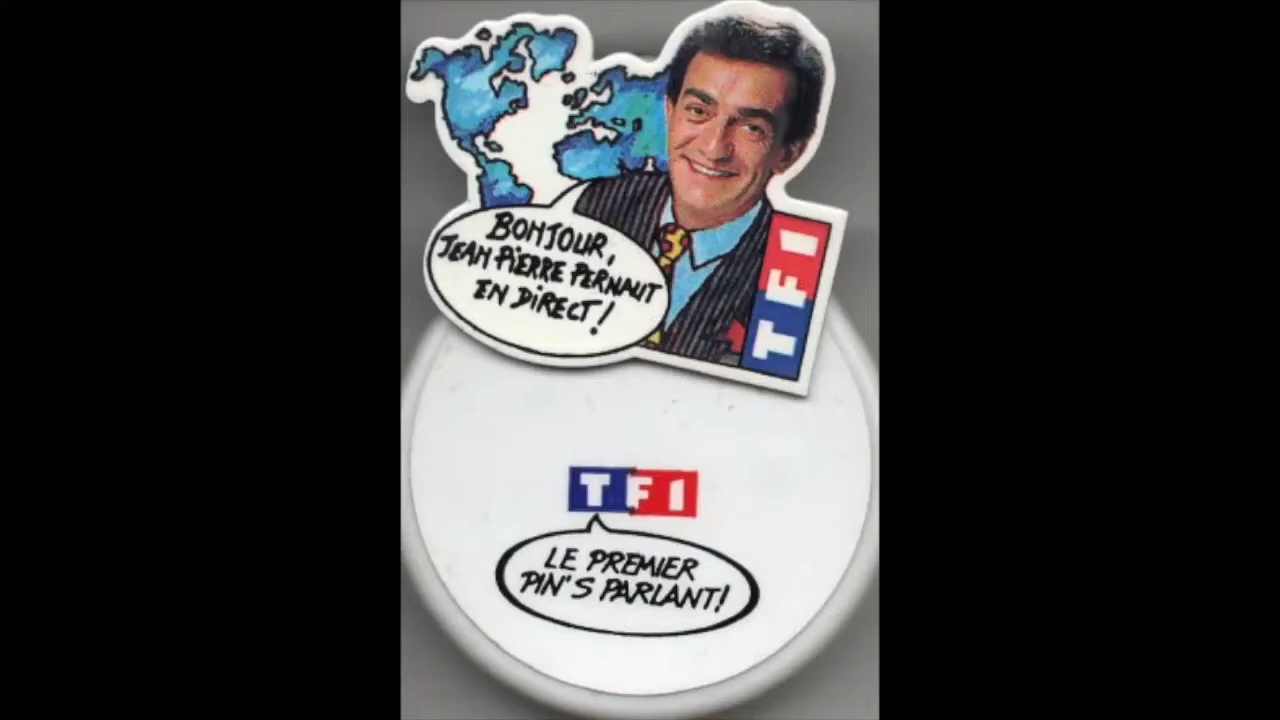 BONJOUR,
JEAN PIERRE PERNAUT
EN DIRECT!
TF1
TF1
LE PREMIER
PIN'S PARLANT!